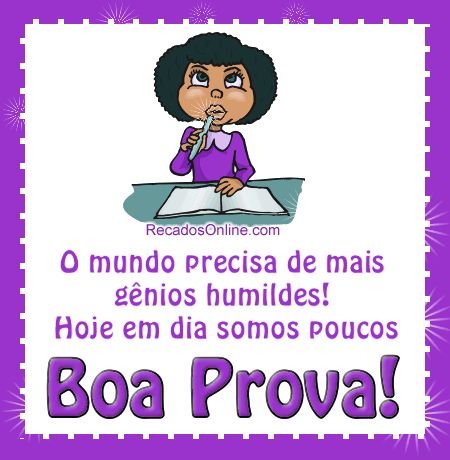 RecadosOnline.com
O mundo precisa de mais
gênios humildes!
Hoje em dia somos poucos
Boa Prova!